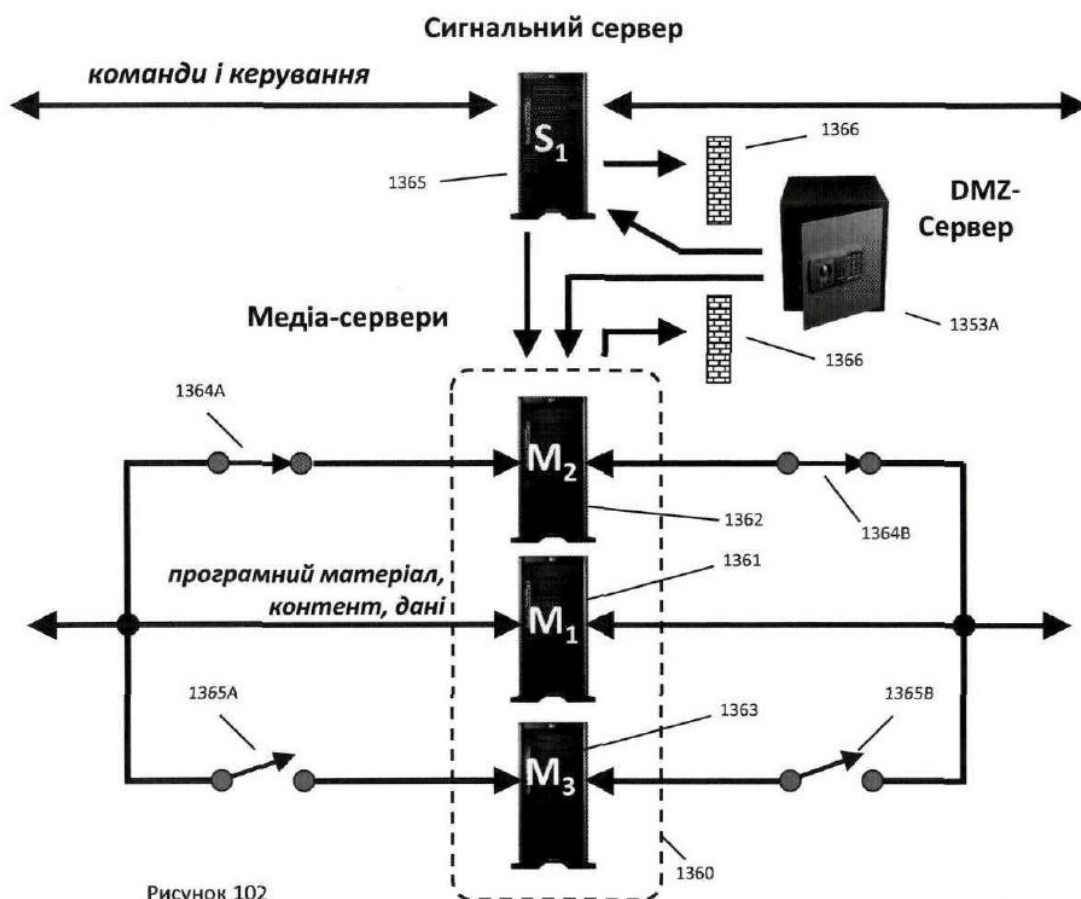 Сигнальний сервер
команди і керування
S1
1365
1366
DMZ-
Сервер
1353A
1366
Медіа-сервери
1364A
M2
1362
1364B
1361
програмний матеріал,
контент, дані
M1
1365A
1363
1365B
M3
1360
Рисунок 102